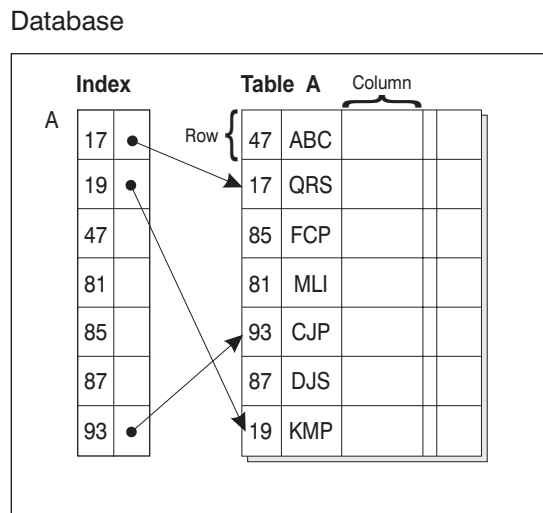 Database
Index Table A Column
A
Row
17 47 ABC
19 17 QRS
47 85 FCP
81 81 MLI
85 93 CJP
87 87 DJS
93 19 KMP